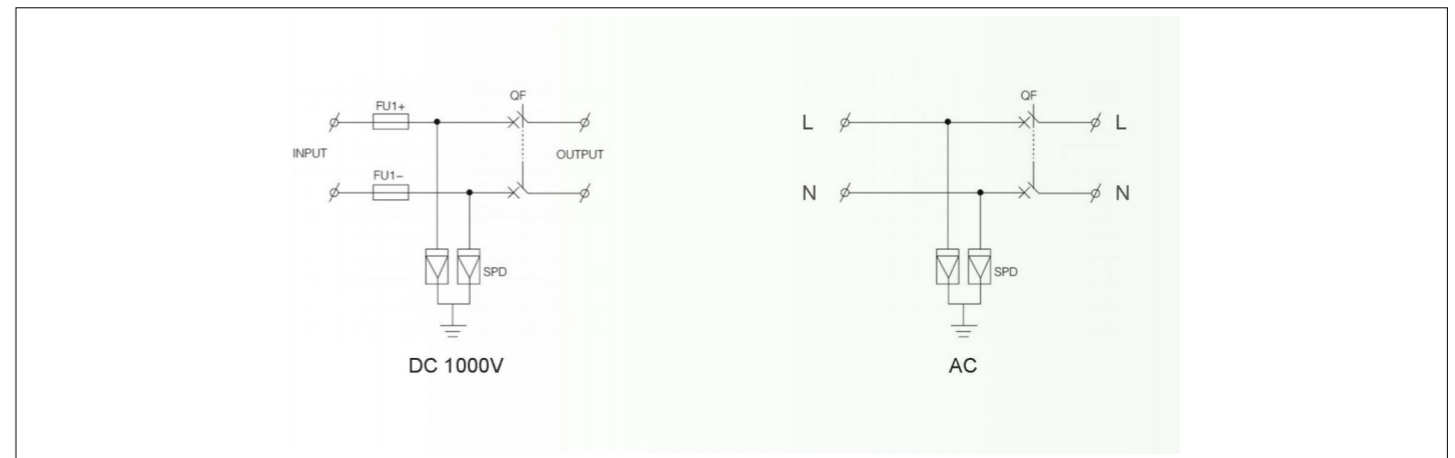 FU1+
QF
INPUT
OUTPUT
FU1-
SPD
DC 1000V
QF
L
L
N
N
SPD
AC